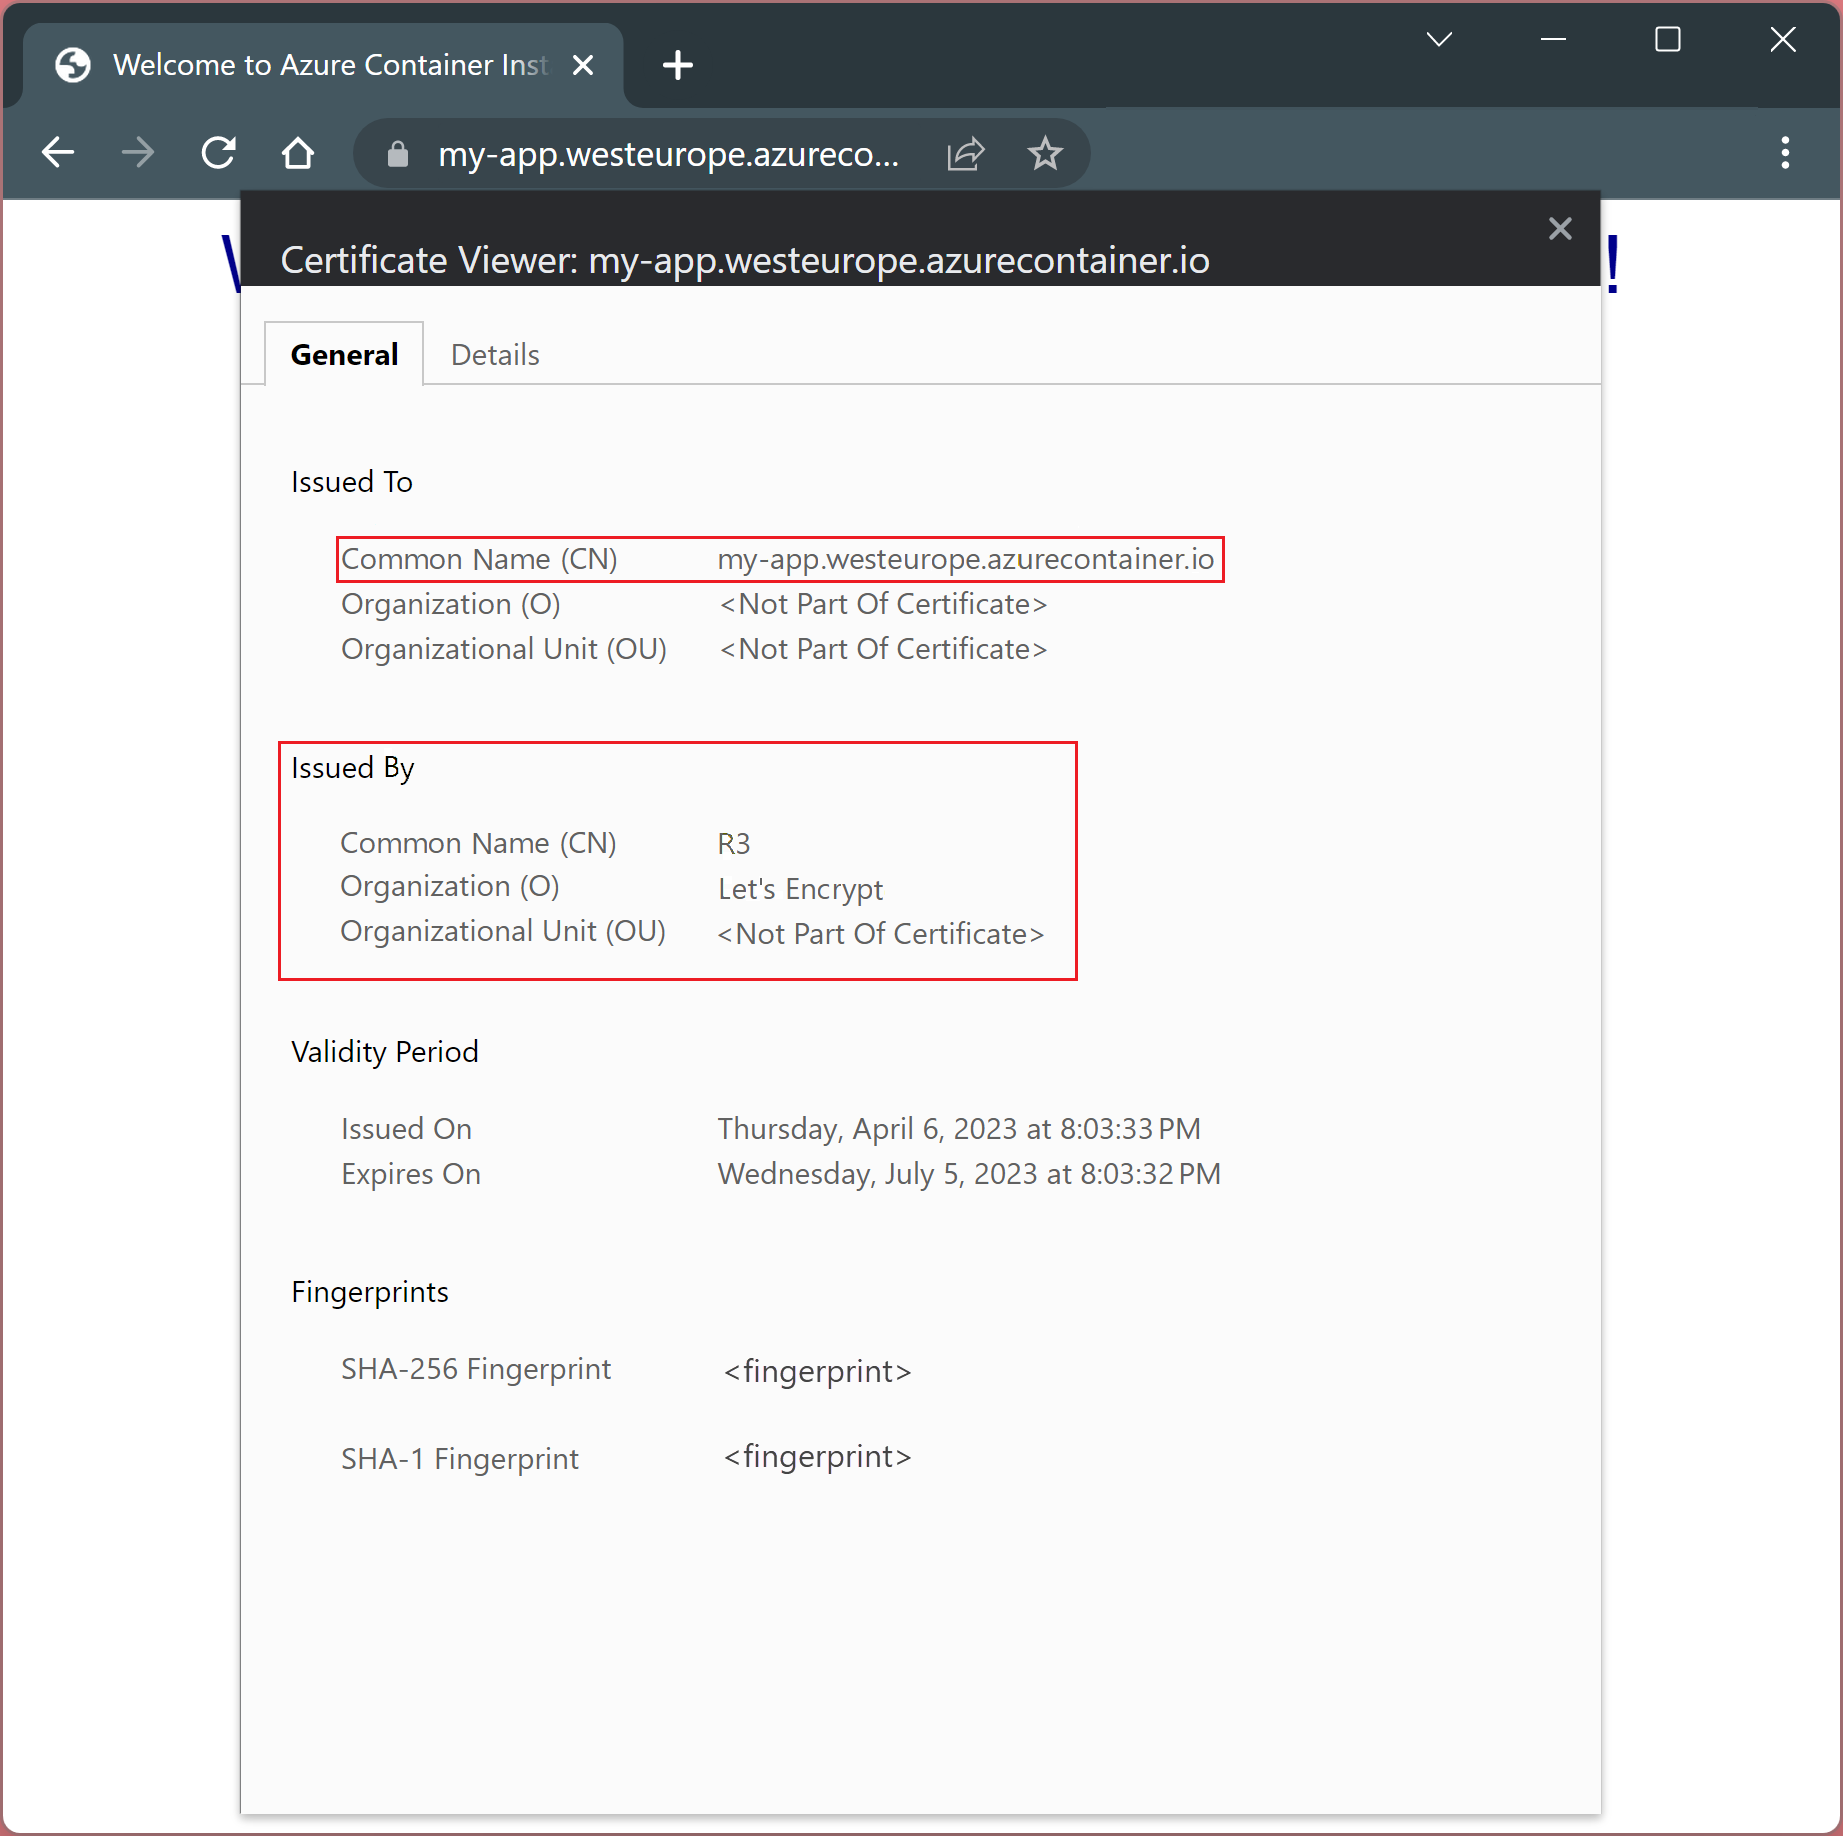 Welcome to Azure Container Inst
my-app.westeurope.azureco...
!
Certificate Viewer: my-app.westeurope.azurecontainer.io
General Details
Issued To
Common Name (CN) my-app.westeurope.azurecontainer.io
Organization (O) <Not Part Of Certificate>
Organizational Unit (OU) <Not Part Of Certificate>
Issued By
Common Name (CN) R3
Organization (O) Let's Encrypt
Organizational Unit (OU) <Not Part Of Certificate>
Validity Period
Issued On Thursday, April 6, 2023 at 8:03:33 PM
Expires On Wednesday, July 5, 2023 at 8:03:32 PM
Fingerprints
SHA-256 Fingerprint <fingerprint>
SHA-1 Fingerprint <fingerprint>